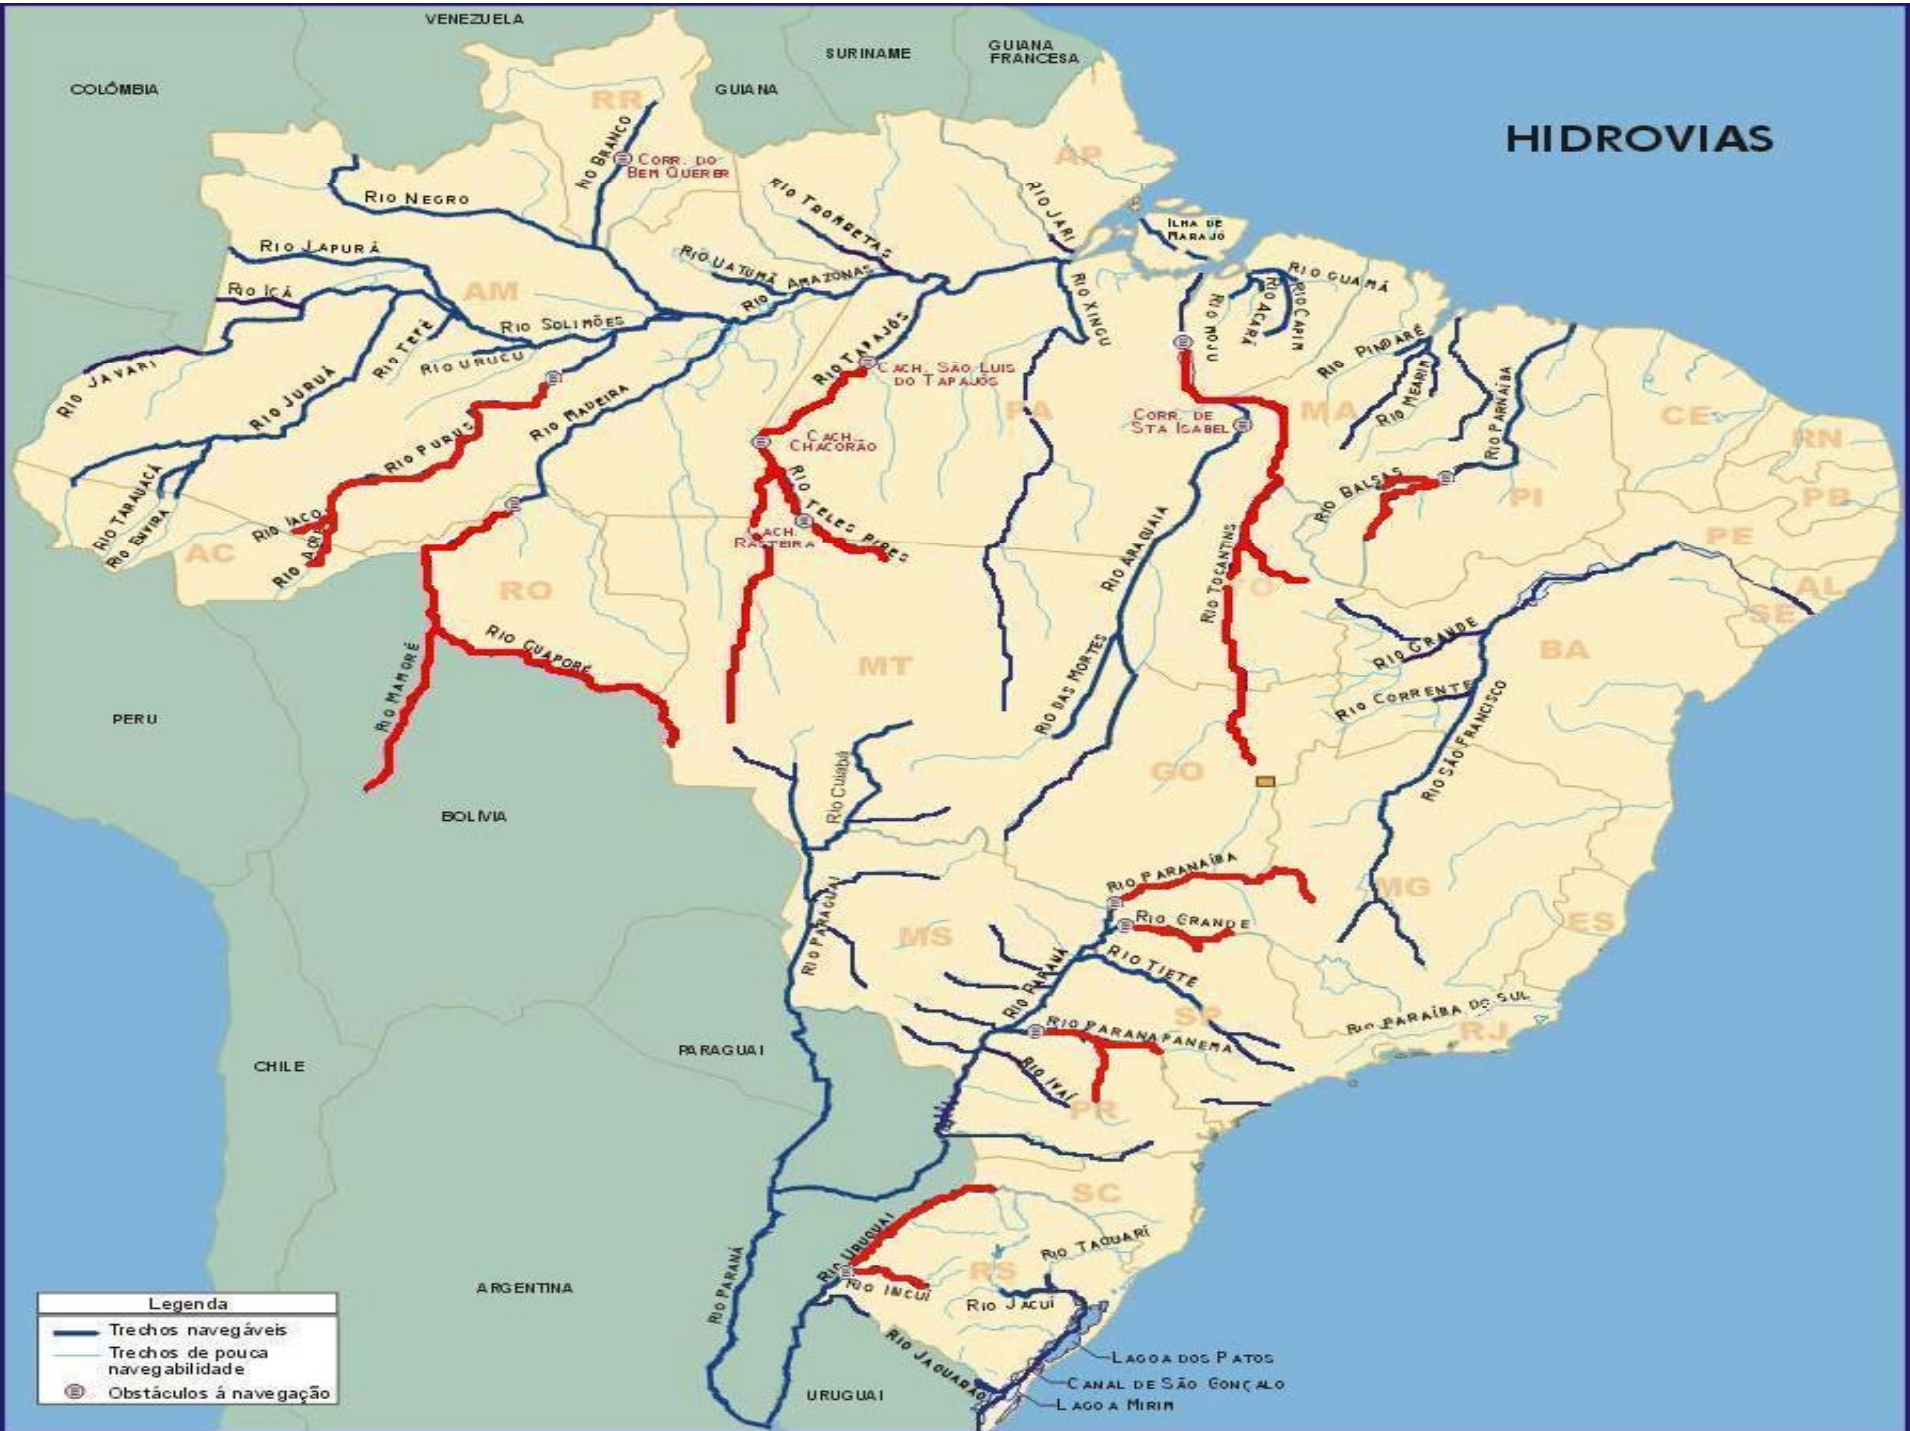 HIDROVIAS
VENEZUELA
SURINAME
GUIANA
FRANCESA
COLÔMBIA
GUIANA
RR
AP
RIO BRANCO
CORR. DO
BEM QUERER
RIO NEGRO
RIO TROMBETAS
RIO JARI
ILHA DE
MARAJÓ
RIO JAPURÁ
RIO UATUMÃ
RIO AMAZONAS
RIO GUAMÁ
RIO IÇÁ
AM
RIO XINGU
RIO MOJU
RIO ACARÁ
RIO CAPIM
RIO SOLIMÕES
RIO TEFÉ
RIO URUCU
RIO JAVARI
RIO JURUÁ
RIO TAPAJÓS
CACH. SÃO LUIS
DO TAPAJÓS
RIO PINDARÉ
RIO MEARIM
RIO PARNAÍBA
RIO MADEIRA
RIO PURUS
PA
MA
CE
RN
CORR. DE
STA ISABEL
CACH.
CHACORÃO
RIO TARAUACÁ
RIO ENVIRA
RIO IACO
RIO ACRE
RIO TELES PIRES
CACH.
RASTEIRA
RIO BALSAS
PI
PB
PE
AC
RO
RIO ARAGUAIA
RIO TOCANTINS
TO
AL
SE
RIO MAMORÉ
RIO GUAPORÉ
MT
RIO DAS MORTES
RIO GRANDE
BA
RIO CORRENTE
RIO SÃO FRANCISCO
PERU
BOLÍVIA
RIO CUIABÁ
GO
RIO PARANAÍBA
MG
ES
RIO PARAGUAI
MS
RIO GRANDE
RIO TIETÊ
RIO PARANÁ
SP
RIO PARANAPANEMA
RIO PARAÍBA DO SUL
RJ
PARAGUAI
CHILE
RIO IVAÍ
PR
SC
RIO URUGUAI
RIO TAQUARI
RS
RIO JACUÍ
ARGENTINA
RIO PARANÁ
RIO JAGUARÃO
URUGUAI
LAGOA DOS PATOS
CANAL DE SÃO GONÇALO
LAGOA MIRIM
Legenda
Trechos navegáveis
Trechos de pouca
navegabilidade
Obstáculos á navegação